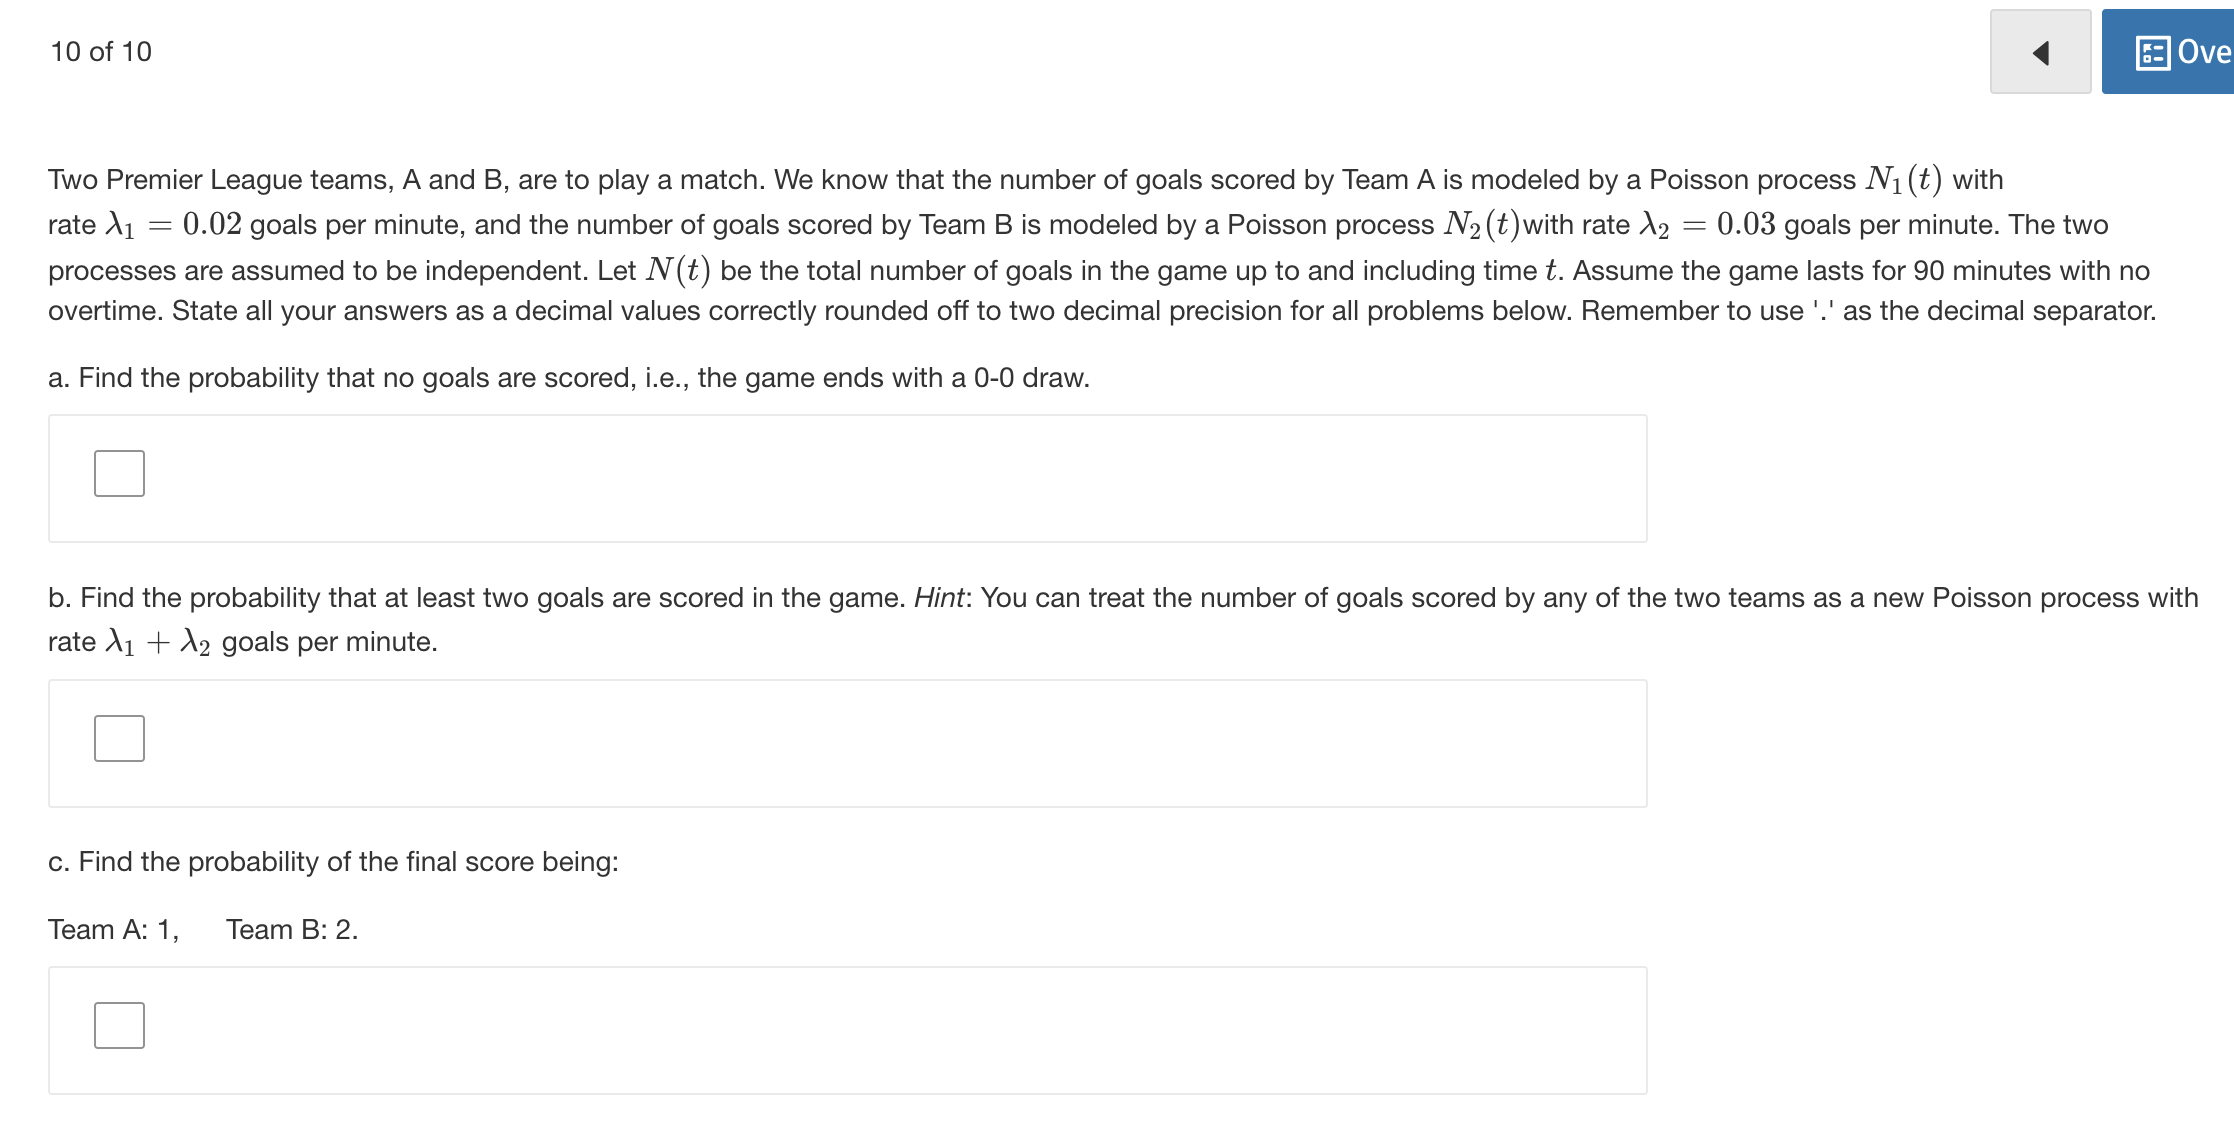 10 of 10
Ove
Two Premier League teams, A and B, are to play a match. We know that the number of goals scored by Team A is modeled by a Poisson process N₁(t) with
rate λ₁ = 0.02 goals per minute, and the number of goals scored by Team B is modeled by a Poisson process N₂(t)with rate λ₂ = 0.03 goals per minute. The two
processes are assumed to be independent. Let N(t) be the total number of goals in the game up to and including time t. Assume the game lasts for 90 minutes with no
overtime. State all your answers as a decimal values correctly rounded off to two decimal precision for all problems below. Remember to use '.' as the decimal separator.
a. Find the probability that no goals are scored, i.e., the game ends with a 0-0 draw.
b. Find the probability that at least two goals are scored in the game. Hint: You can treat the number of goals scored by any of the two teams as a new Poisson process with
rate λ₁ + λ₂ goals per minute.
c. Find the probability of the final score being:
Team A: 1, Team B: 2.